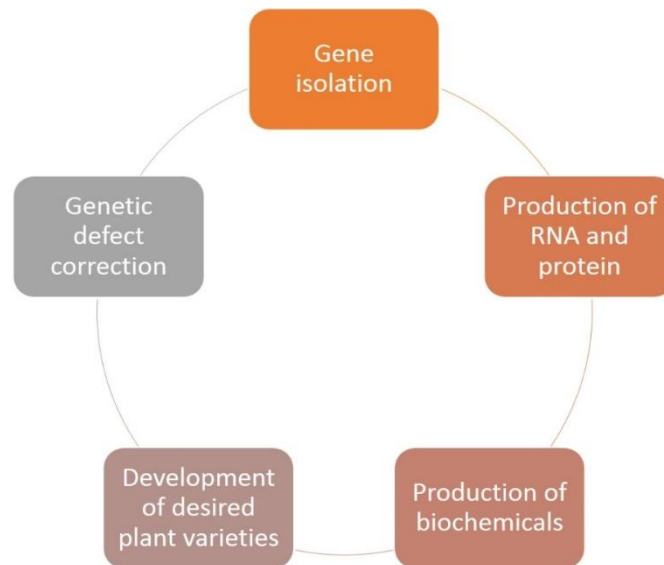 Gene
isolation
Production of
RNA and
protein
Production of
biochemicals
Development
of desired
plant varieties
Genetic
defect
correction